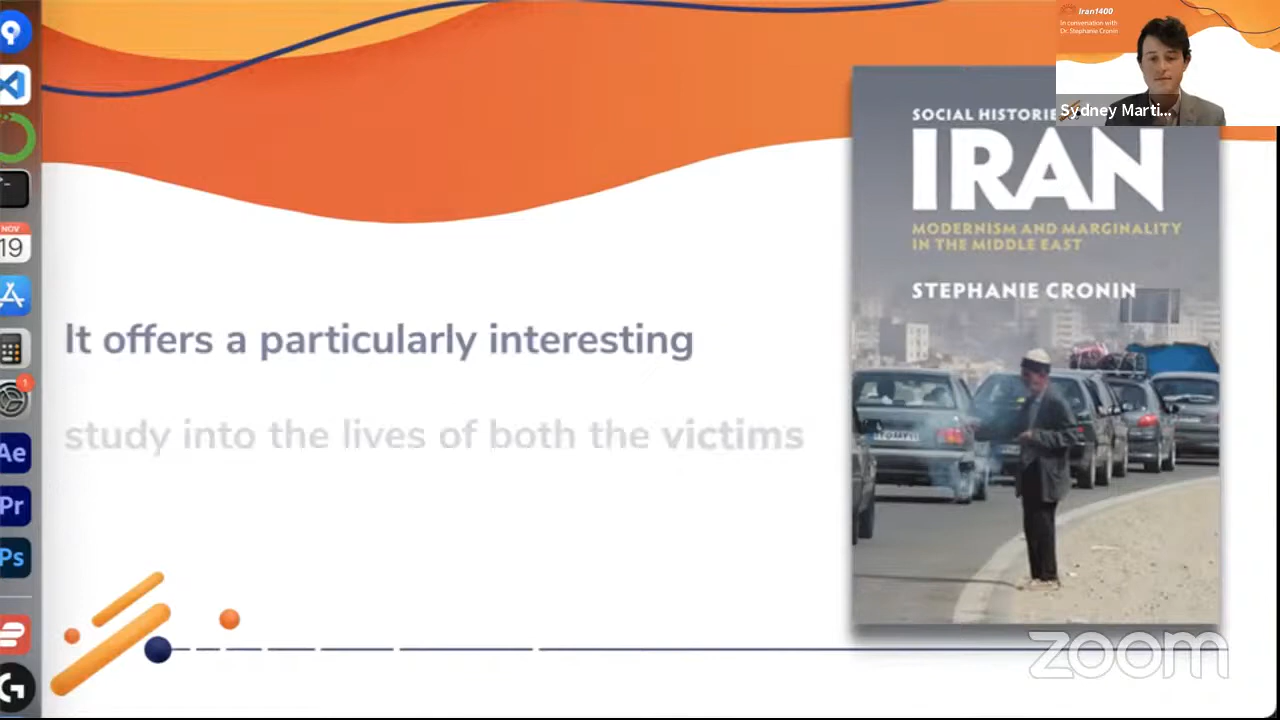 Iran1400
In conversation with
Dr. Stephanie Cronin
Sydney Marti...
SOCIAL HISTORIE
IRAN
MODERNISM AND MARGINALITY
IN THE MIDDLE EAST
STEPHANIE CRONIN
It offers a particularly interesting
study into the lives of both the victims
NOV
19
1
Ae
Pr
Ps
zoom